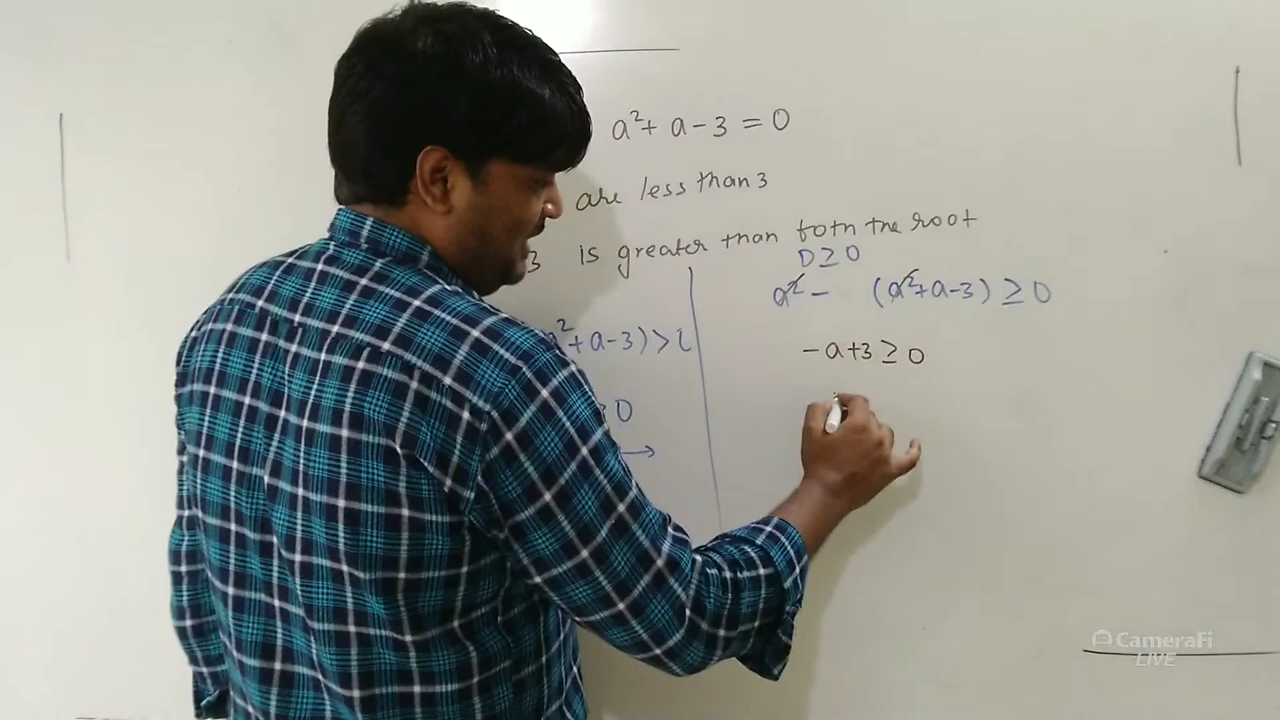 a²+ a - 3 = 0
are less than 3
3 is greater than both the root
D ≥ 0
a² - (a²+a-3) ≥ 0
a²+ a-3) >
-a+3 ≥ 0
0
CameraFi
LIVE